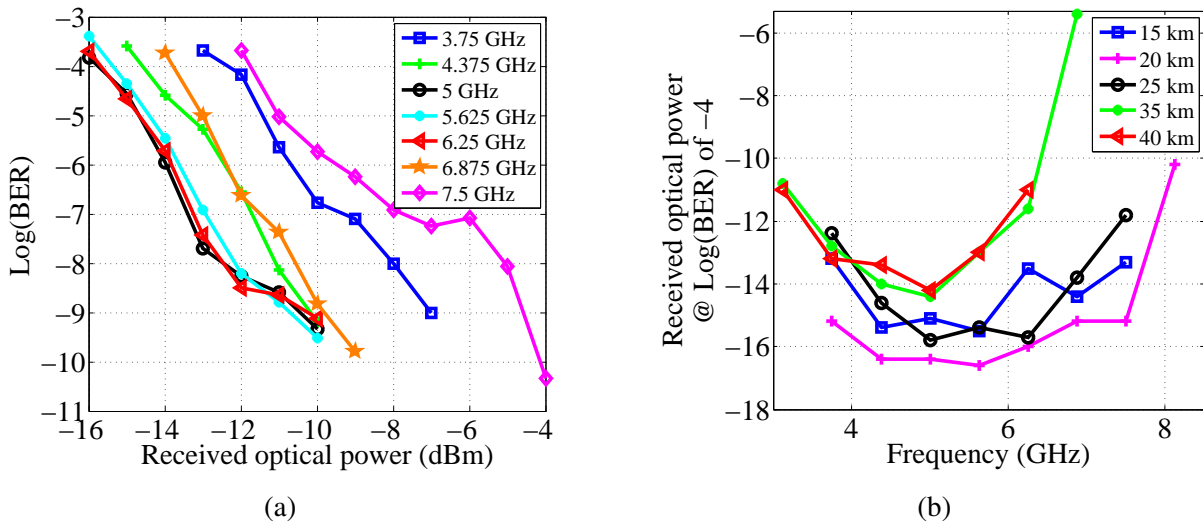 −3
−4
−5
−6
−7
−8
−9
−10
−11
Log(BER)
−16
−14
−12
−10
−8
−6
−4
Received optical power (dBm)
3.75 GHz
4.375 GHz
5 GHz
5.625 GHz
6.25 GHz
6.875 GHz
7.5 GHz
(a)
−6
−8
−10
−12
−14
−16
−18
Received optical power
@ Log(BER) of −4
4
6
8
Frequency (GHz)
15 km
20 km
25 km
35 km
40 km
(b)